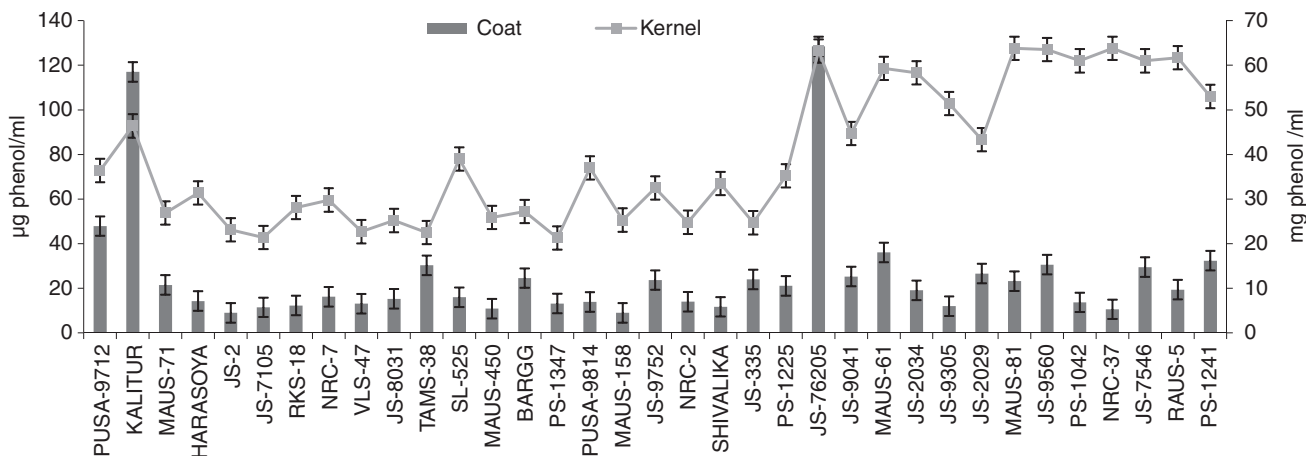 Coat
Kernel
140
120
100
80
60
40
20
0
µg phenol/ml
70
60
50
40
30
20
10
0
mg phenol /ml
PUSA-9712
KALITUR
MAUS-71
HARASOYA
JS-2
JS-7105
RKS-18
NRC-7
VLS-47
JS-8031
TAMS-38
SL-525
MAUS-450
BARGG
PS-1347
PUSA-9814
MAUS-158
JS-9752
NRC-2
SHIVALIKA
JS-335
PS-1225
JS-76205
JS-9041
MAUS-61
JS-2034
JS-9305
JS-2029
MAUS-81
JS-9560
PS-1042
NRC-37
JS-7546
RAUS-5
PS-1241